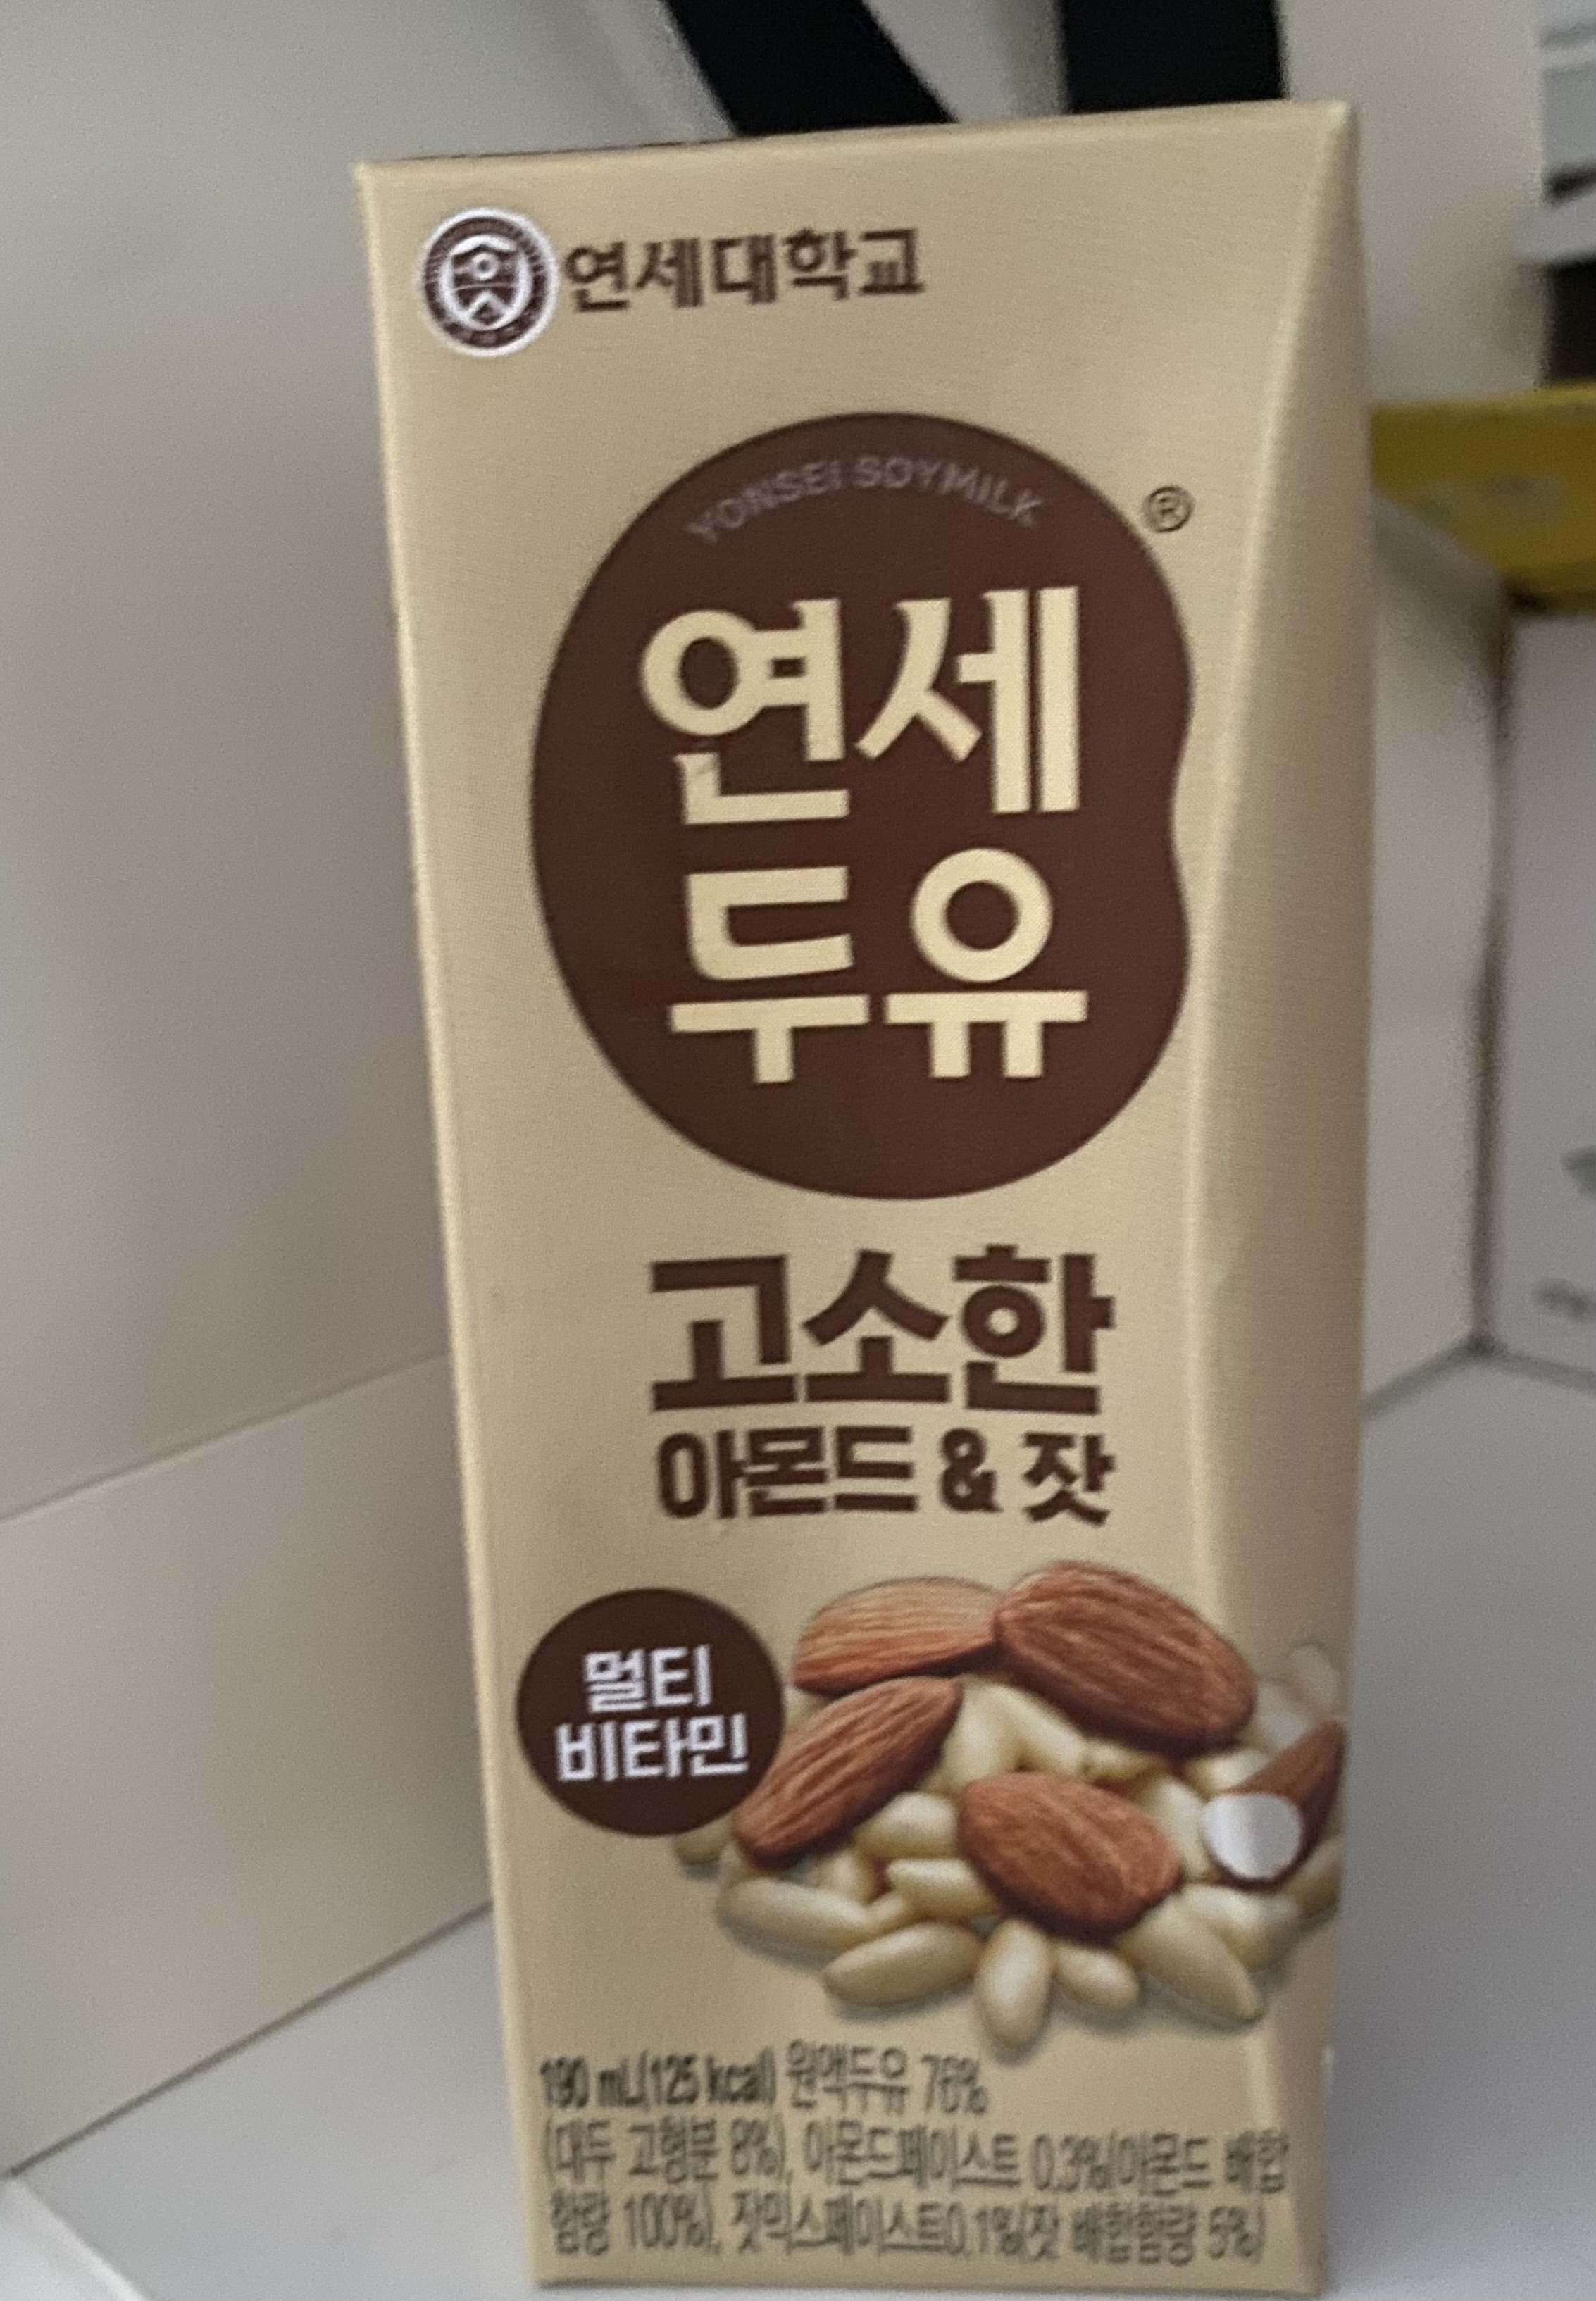 연세대학교
YONSEI SOYMILK
®
연세
두유
고소한
아몬드 & 잣
멀티
비타민
190 mL(125 kcal) 원액두유 76%
(대두 고형분 8%), 아몬드페이스트 0.3%(아몬드 배합
함량 100%), 잣믹스페이스트0.1%(잣 배합함량 5%)